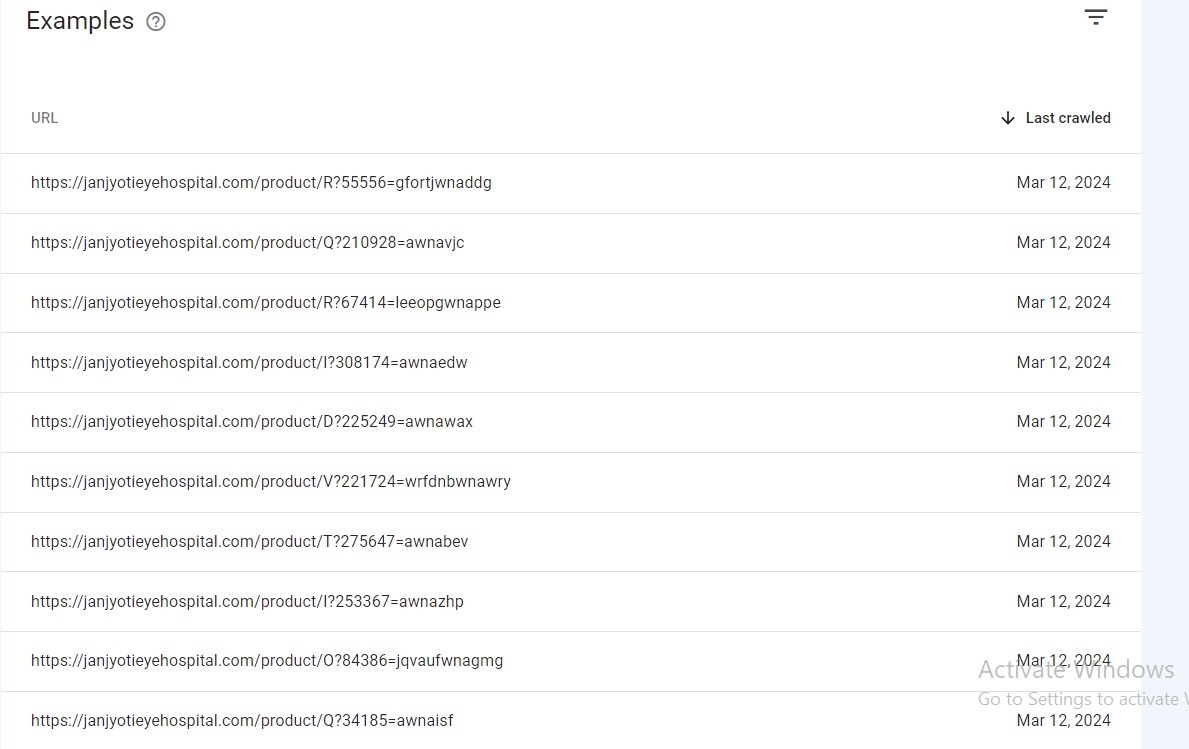 Examples
URL Last crawled
https://janjyotieyehospital.com/product/R?55556=gfortjwnaddg Mar 12, 2024
https://janjyotieyehospital.com/product/Q?210928=awnavjc Mar 12, 2024
https://janjyotieyehospital.com/product/R?67414=leeopgwnappe Mar 12, 2024
https://janjyotieyehospital.com/product/I?308174=awnaedw Mar 12, 2024
https://janjyotieyehospital.com/product/D?225249=awnawax Mar 12, 2024
https://janjyotieyehospital.com/product/V?221724=wrfdnbwnawry Mar 12, 2024
https://janjyotieyehospital.com/product/T?275647=awnabev Mar 12, 2024
https://janjyotieyehospital.com/product/I?253367=awnazhp Mar 12, 2024
https://janjyotieyehospital.com/product/O?84386=jqvaufwnagmg Mar 12, 2024
Activate Windows
Go to Settings to activate W
https://janjyotieyehospital.com/product/Q?34185=awnaisf Mar 12, 2024